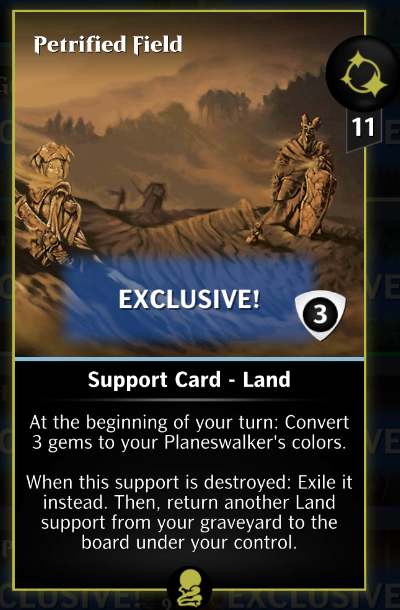 Petrified Field
11
EXCLUSIVE!
3
Support Card - Land
At the beginning of your turn: Convert
3 gems to your Planeswalker's colors.
When this support is destroyed: Exile it
instead. Then, return another Land
support from your graveyard to the
board under your control.